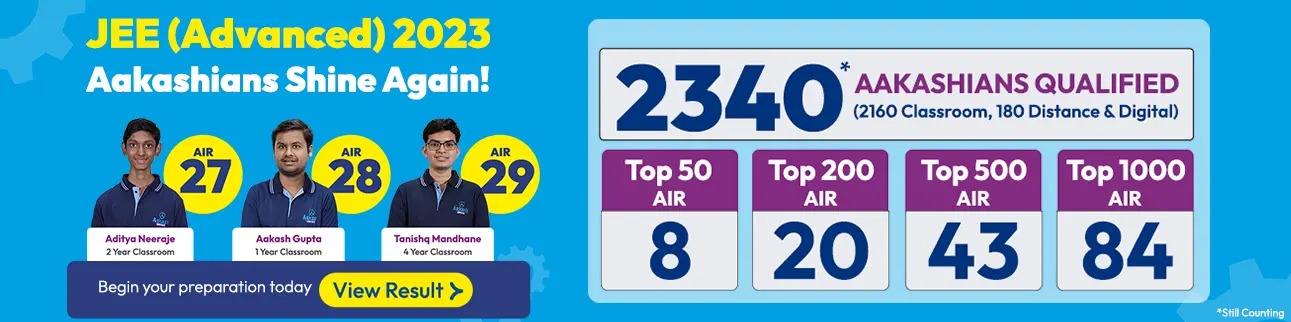 JEE (Advanced) 2023
Aakashians Shine Again!
AIR
27
Aditya Neeraje
2 Year Classroom
AIR
28
Aakash Gupta
1 Year Classroom
AIR
29
Tanishq Mandhane
4 Year Classroom
Begin your preparation today
View Result
2340*
AAKASHIANS QUALIFIED
(2160 Classroom, 180 Distance & Digital)
Top 50
AIR
8
Top 200
AIR
20
Top 500
AIR
43
Top 1000
AIR
84
*Still Counting